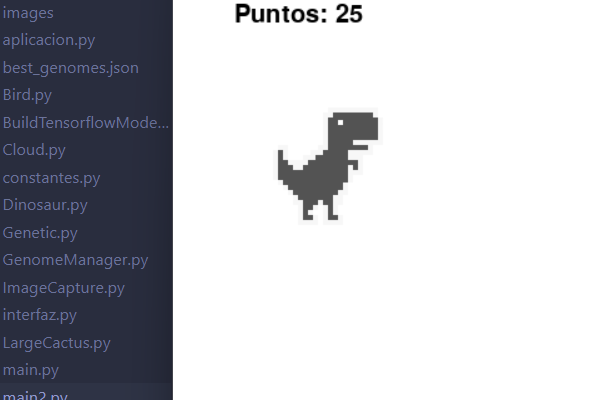 images
aplicacion.py
best_genomes.json
Bird.py
BuildTensorflowMode...
Cloud.py
constantes.py
Dinosaur.py
Genetic.py
GenomeManager.py
ImageCapture.py
interfaz.py
LargeCactus.py
main.py
main2.py
Puntos: 25